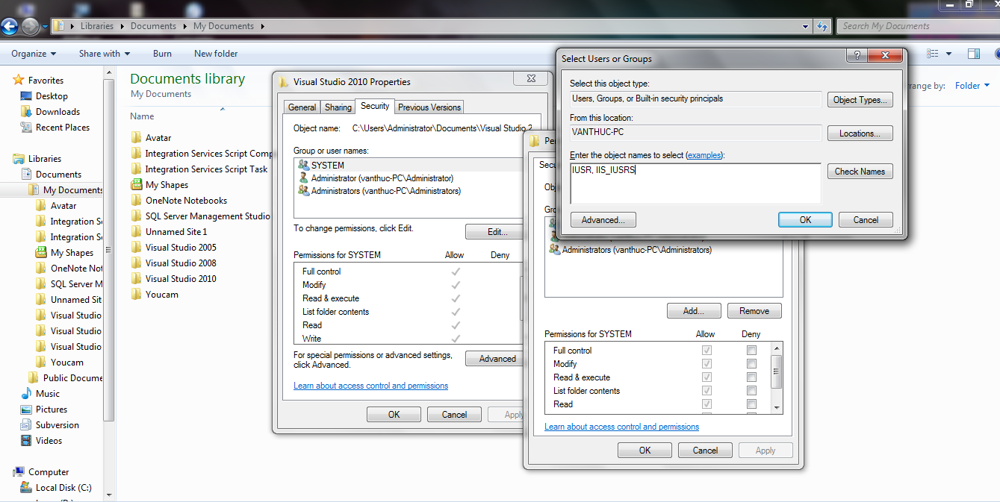 Libraries Documents My Documents
Search My Documents
Organize Share with Burn New folder
Favorites
Desktop
Downloads
Recent Places
Libraries
Documents
My Documents
Avatar
Integration S
Integration S
My Shapes
OneNote Not
SQL Server M
Unnamed Sit
Visual Studio
Visual Studio
Visual Studio
Youcam
Public Docume
Music
Pictures
Subversion
Videos
Computer
Local Disk (C:)
Documents library
My Documents
range by: Folder
Name
Avatar
Integration Services Script Comp
Integration Services Script Task
My Shapes
OneNote Notebooks
SQL Server Management Studio
Unnamed Site 1
Visual Studio 2005
Visual Studio 2008
Visual Studio 2010
Youcam
Visual Studio 2010 Properties
General Sharing Security Previous Versions
Object name: C:\Users\Administrator\Documents\Visual Studio 2
Group or user names:
SYSTEM
Administrator (vanthuc-PC\Administrator)
Administrators (vanthuc-PC\Administrators)
To change permissions, click Edit.
Edit...
Permissions for SYSTEM Allow Deny
Full control
Modify
Read & execute
List folder contents
Read
Write
For special permissions or advanced settings,
click Advanced.
Advanced
Learn about access control and permissions
OK Cancel Apply
Pe
Secu
Ob
Gro
Administrators (vanthuc-PC\Administrators)
Add... Remove
Permissions for SYSTEM Allow Deny
Full control
Modify
Read & execute
List folder contents
Read
Learn about access control and permissions
OK Cancel Apply
Select Users or Groups
Select this object type:
Users, Groups, or Built-in security principals
Object Types...
From this location:
VANTHUC-PC
Locations...
Enter the object names to select (examples):
IUSR, IIS_IUSRS
Check Names
Advanced... OK Cancel